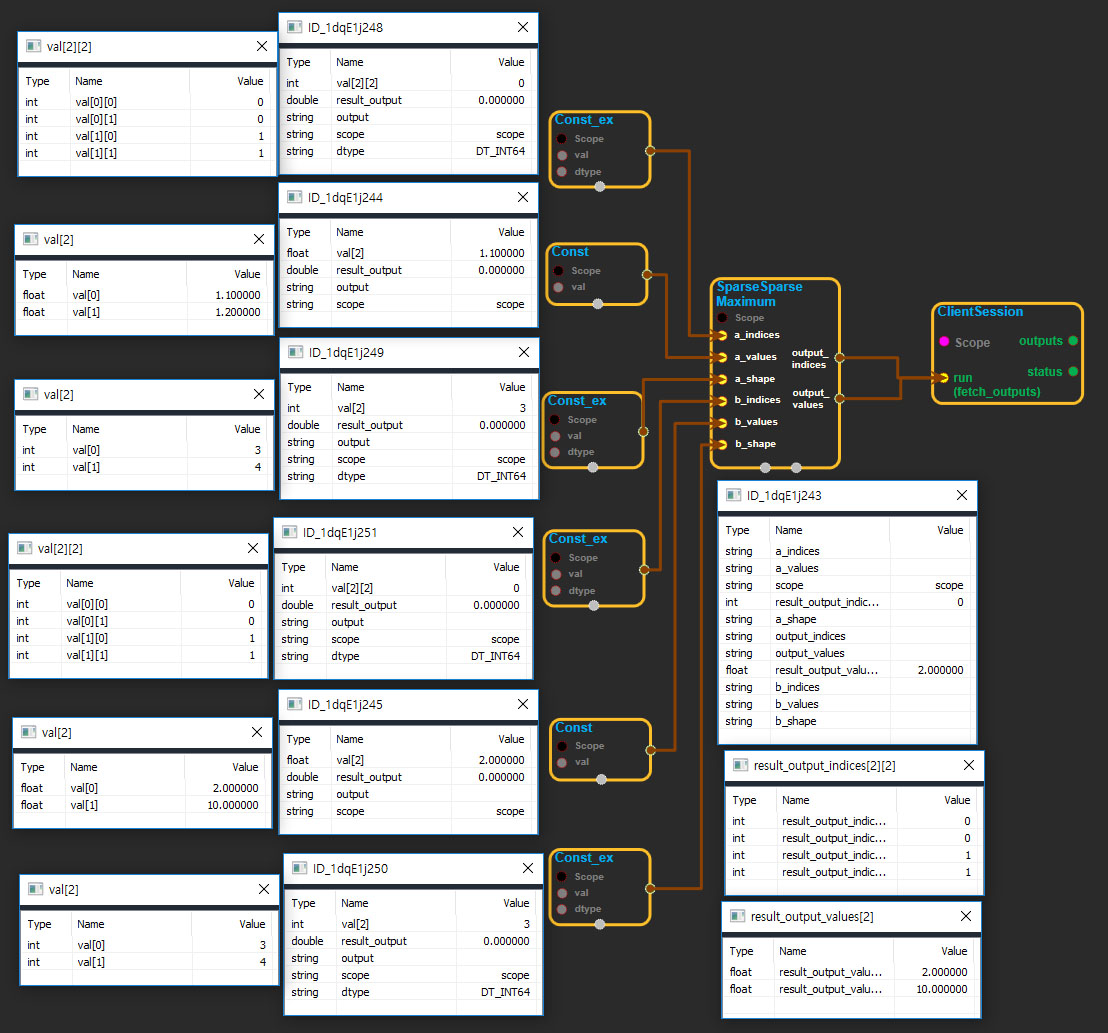 val[2][2]
Type Name Value
int val[0][0] 0
int val[0][1] 0
int val[1][0] 1
int val[1][1] 1
ID_1dqE1j248
Type Name Value
int val[2][2] 0
double result_output 0.000000
string output
string scope scope
string dtype DT_INT64
Const_ex
Scope
val
dtype
val[2]
Type Name Value
float val[0] 1.100000
float val[1] 1.200000
ID_1dqE1j244
Type Name Value
float val[2] 1.100000
double result_output 0.000000
string output
string scope scope
Const
Scope
val
val[2]
Type Name Value
int val[0] 3
int val[1] 4
ID_1dqE1j249
Type Name Value
int val[2] 3
double result_output 0.000000
string output
string scope scope
string dtype DT_INT64
Const_ex
Scope
val
dtype
val[2][2]
Type Name Value
int val[0][0] 0
int val[0][1] 0
int val[1][0] 1
int val[1][1] 1
ID_1dqE1j251
Type Name Value
int val[2][2] 0
double result_output 0.000000
string output
string scope scope
string dtype DT_INT64
Const_ex
Scope
val
dtype
val[2]
Type Name Value
float val[0] 2.000000
float val[1] 10.000000
ID_1dqE1j245
Type Name Value
float val[2] 2.000000
double result_output 0.000000
string output
string scope scope
Const
Scope
val
val[2]
Type Name Value
int val[0] 3
int val[1] 4
ID_1dqE1j250
Type Name Value
int val[2] 3
double result_output 0.000000
string output
string scope scope
string dtype DT_INT64
Const_ex
Scope
val
dtype
SparseSparse
Maximum
Scope
a_indices
a_values
a_shape
b_indices
b_values
b_shape
output_
indices
output_
values
ClientSession
Scope
outputs
status
run
(fetch_outputs)
ID_1dqE1j243
Type Name Value
string a_indices
string a_values
string scope scope
int result_output_indic... 0
string a_shape
string output_indices
string output_values
float result_output_valu... 2.000000
string b_indices
string b_values
string b_shape
result_output_indices[2][2]
Type Name Value
int result_output_indic... 0
int result_output_indic... 0
int result_output_indic... 1
int result_output_indic... 1
result_output_values[2]
Type Name Value
float result_output_valu... 2.000000
float result_output_valu... 10.000000